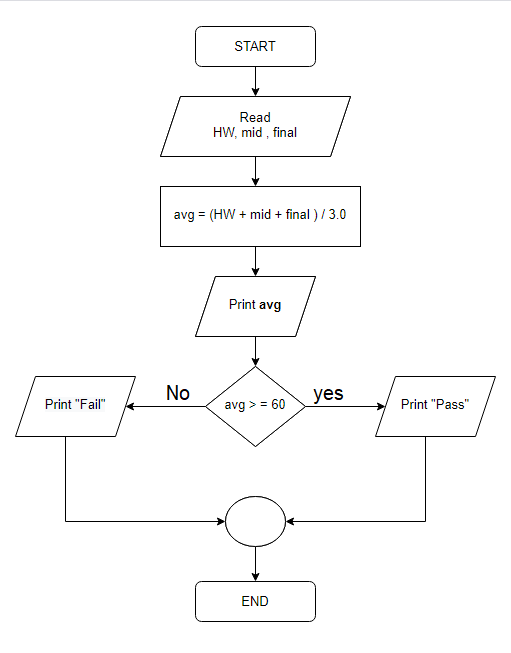 START
Read
HW, mid , final
avg = (HW + mid + final ) / 3.0
Print avg
Print "Fail"
No
avg > = 60
yes
Print "Pass"
END